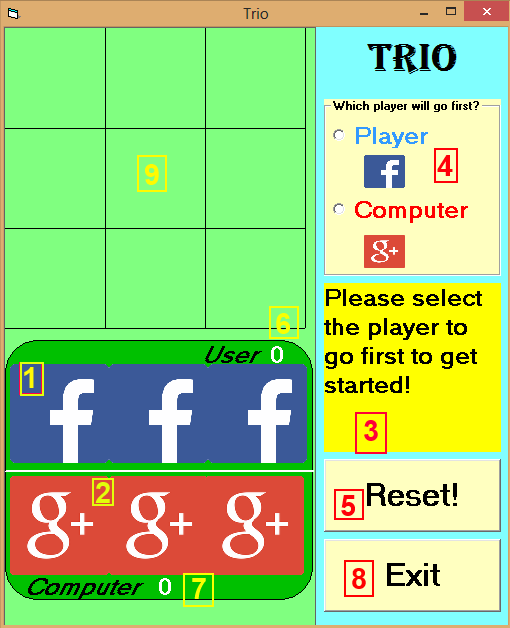 Trio
TRIO
Which player will go first?
Player
f
4
Computer
g+
9
6
Please select
the player to
go first to get
started!
3
User 0
1
f f f
2
g+ g+ g+
Computer 0
7
5
Reset!
8
Exit